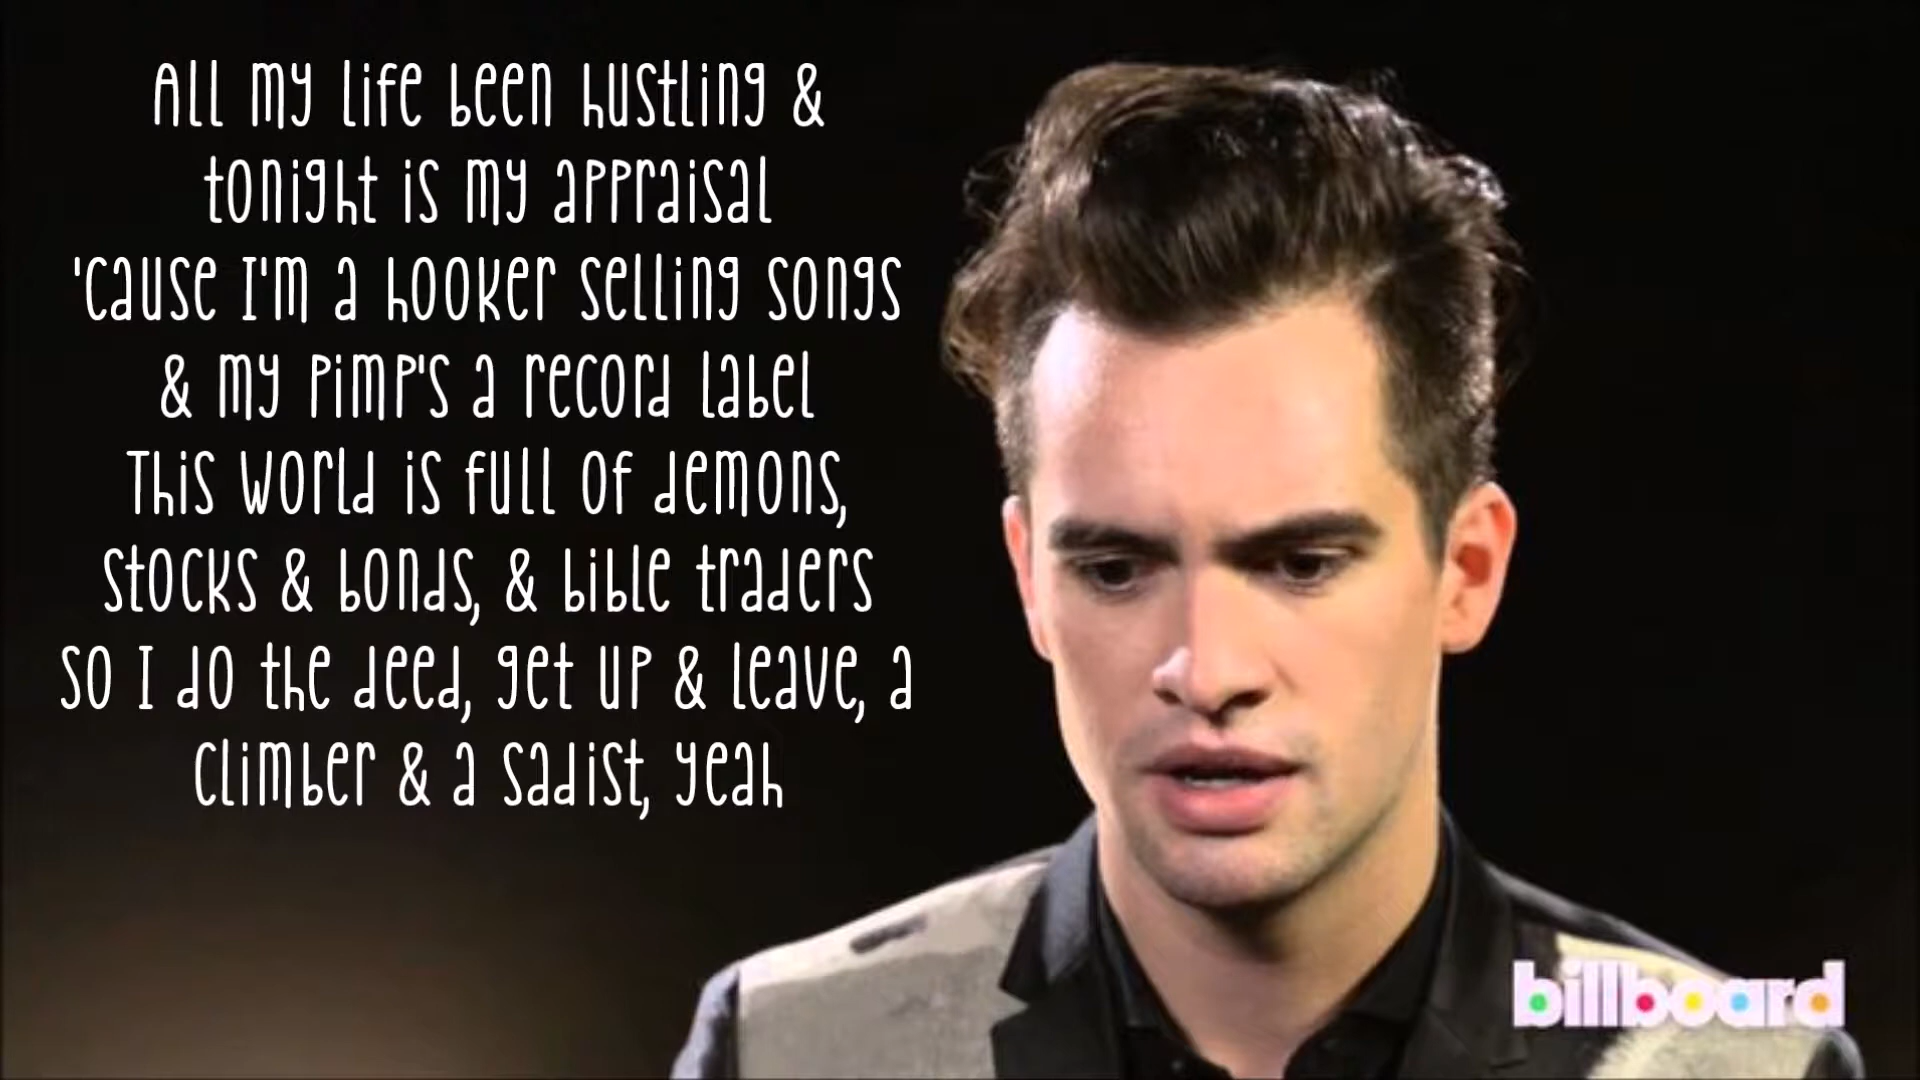 All my life been hustling &
tonight is my appraisal
'cause I'm a hooker selling songs
& my pimp's a record label
This world is full of demons,
stocks & bonds, & bible traders
So I do the deed, get up & leave, a
climber & a sadist, yeah
billboard